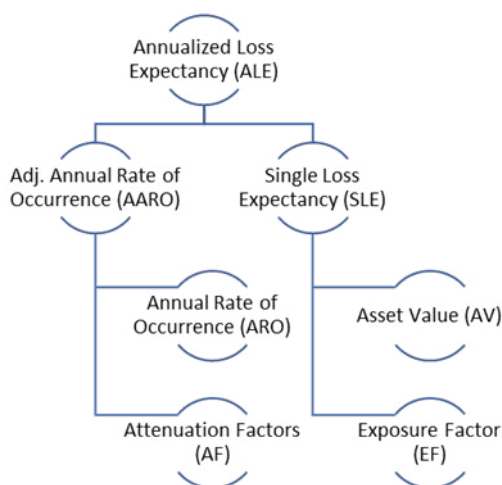 Annualized Loss
Expectancy (ALE)
Adj. Annual Rate of
Occurrence (AARO)
Single Loss
Expectancy (SLE)
Annual Rate of
Occurrence (ARO)
Asset Value (AV)
Attenuation Factors
(AF)
Exposure Factor
(EF)